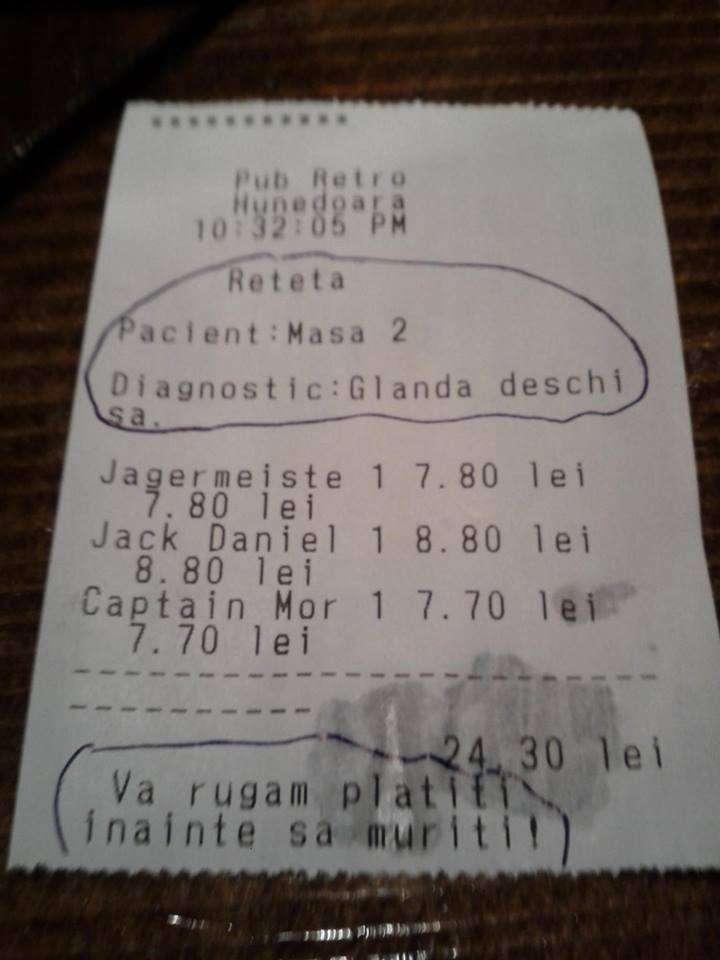 ***********
Pub Retro
Hunedoara
10:32:05 PM
Reteta
Pacient:Masa 2
Diagnostic:Glanda deschi
sa.
Jagermeiste 1 7.80 lei
7.80 lei
Jack Daniel 1 8.80 lei
8.80 lei
Captain Mor 1 7.70 lei
7.70 lei
------------------------
----------
24.30 lei
Va rugam platiti
inainte sa muriti!